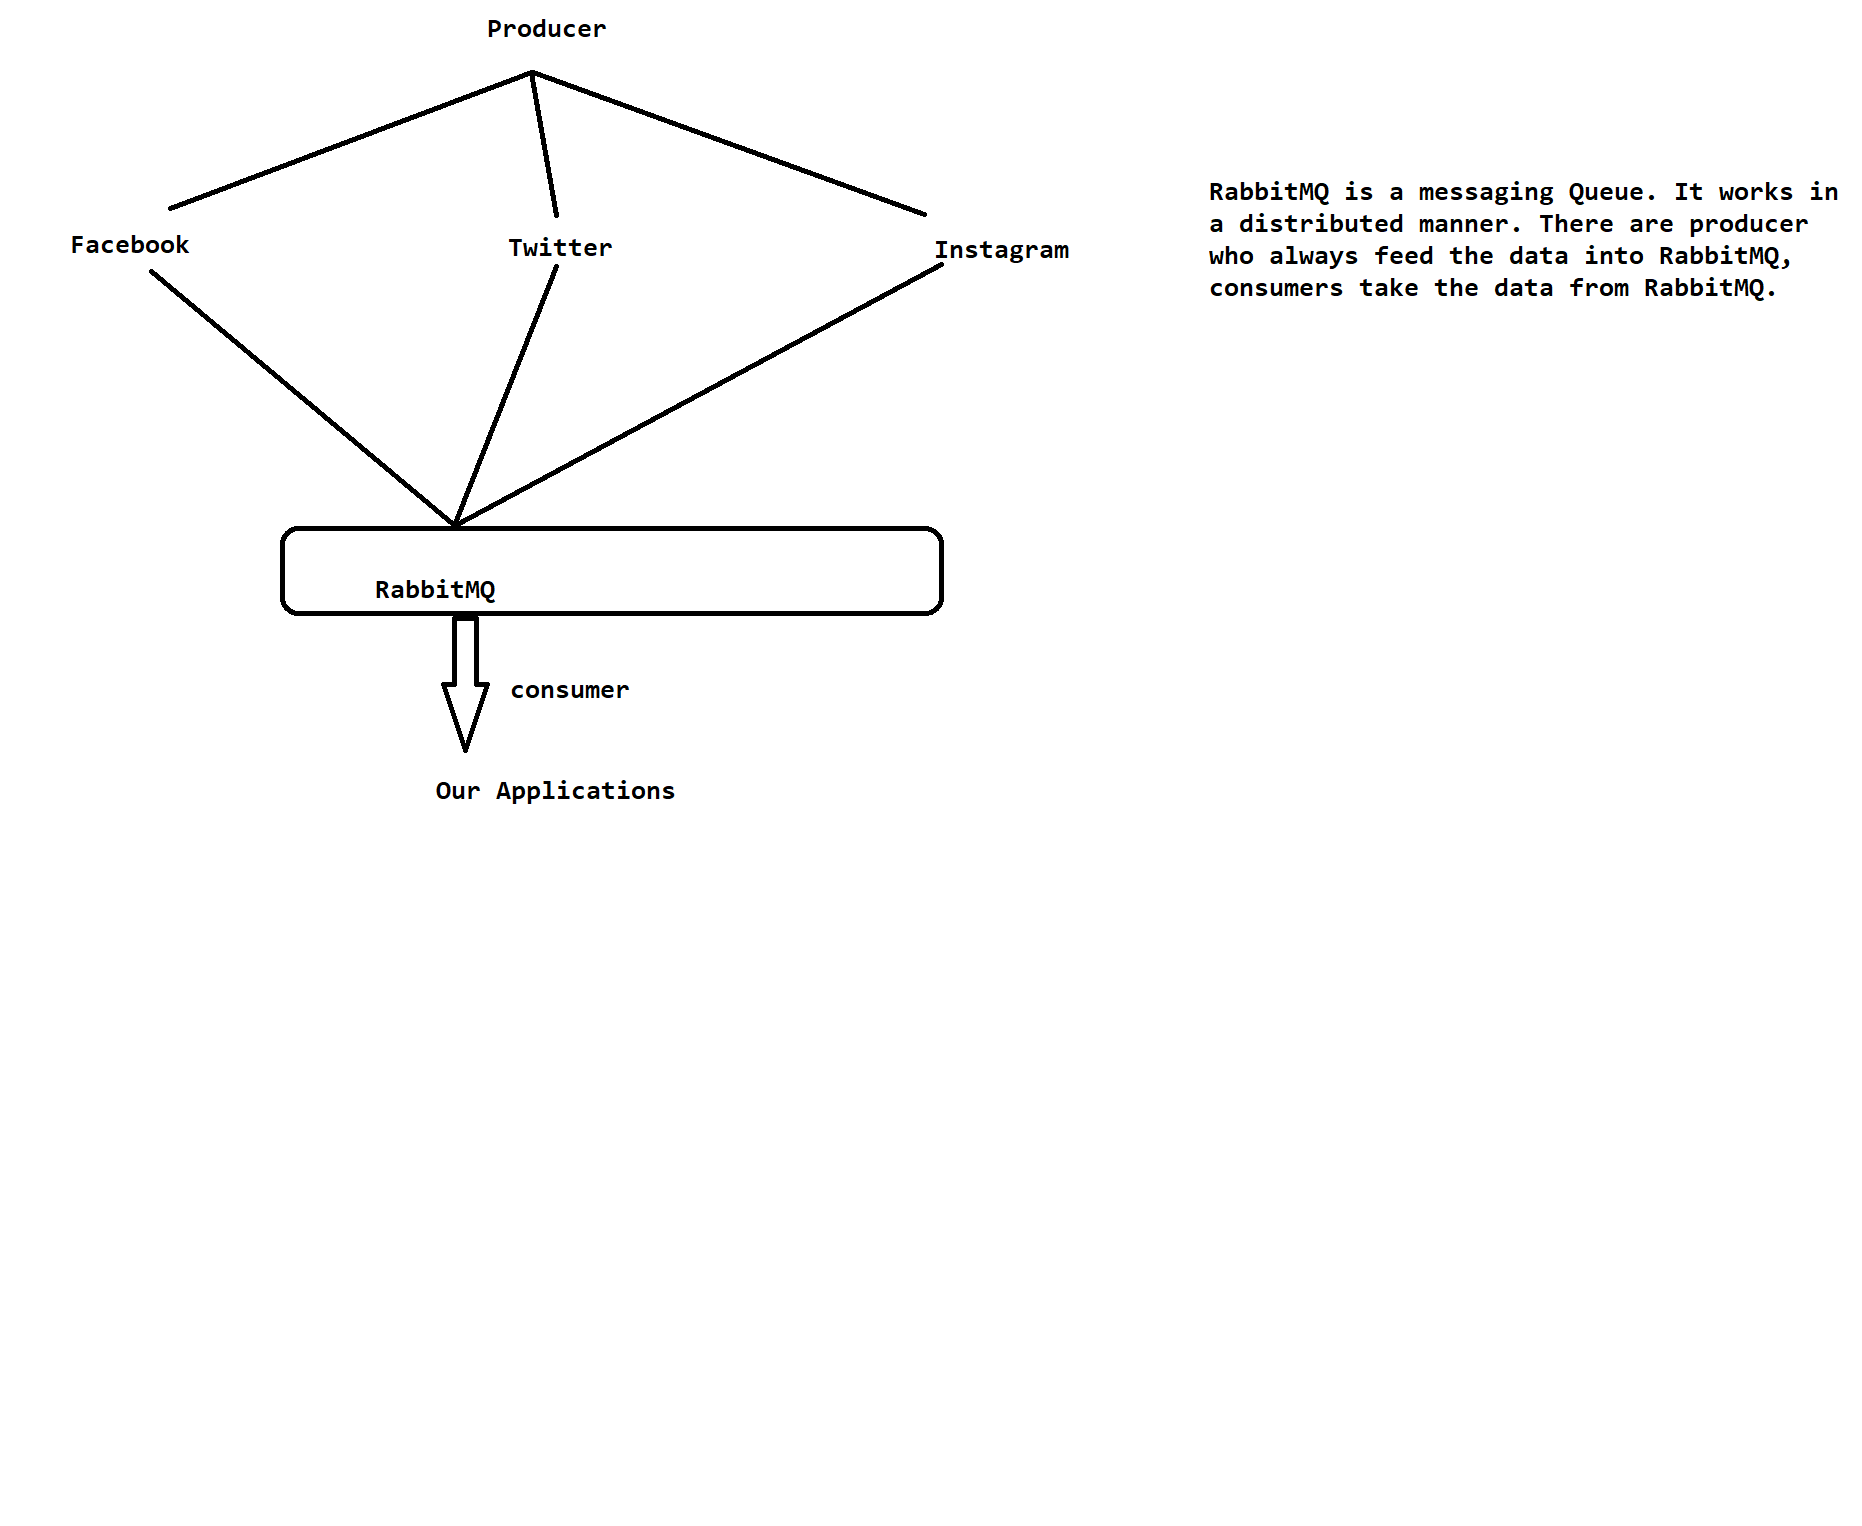 Producer
Facebook
Twitter
Instagram
RabbitMQ is a messaging Queue. It works in
a distributed manner. There are producer
who always feed the data into RabbitMQ,
consumers take the data from RabbitMQ.
RabbitMQ
consumer
Our Applications